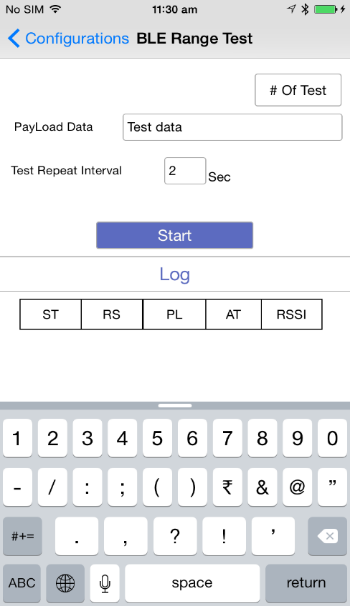 No SIM 11:30 am
Configurations BLE Range Test
# Of Test
PayLoad Data Test data
Test Repeat Interval 2 Sec
Start
Log
ST RS PL AT RSSI
1 2 3 4 5 6 7 8 9 0
- / : ; ( ) ₹ & @ ”
#+= . , ? ! ’
ABC space return